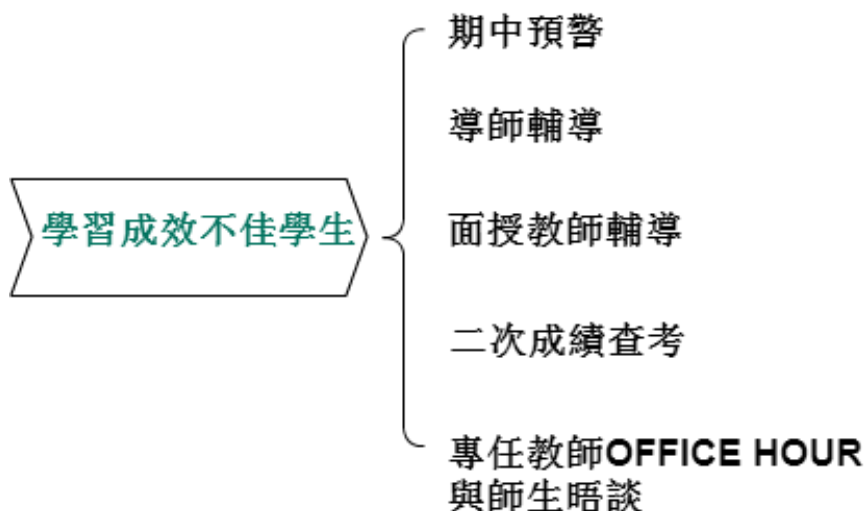 期中預警
導師輔導
學習成效不佳學生
面授教師輔導
二次成績查考
專任教師OFFICE HOUR
與師生晤談